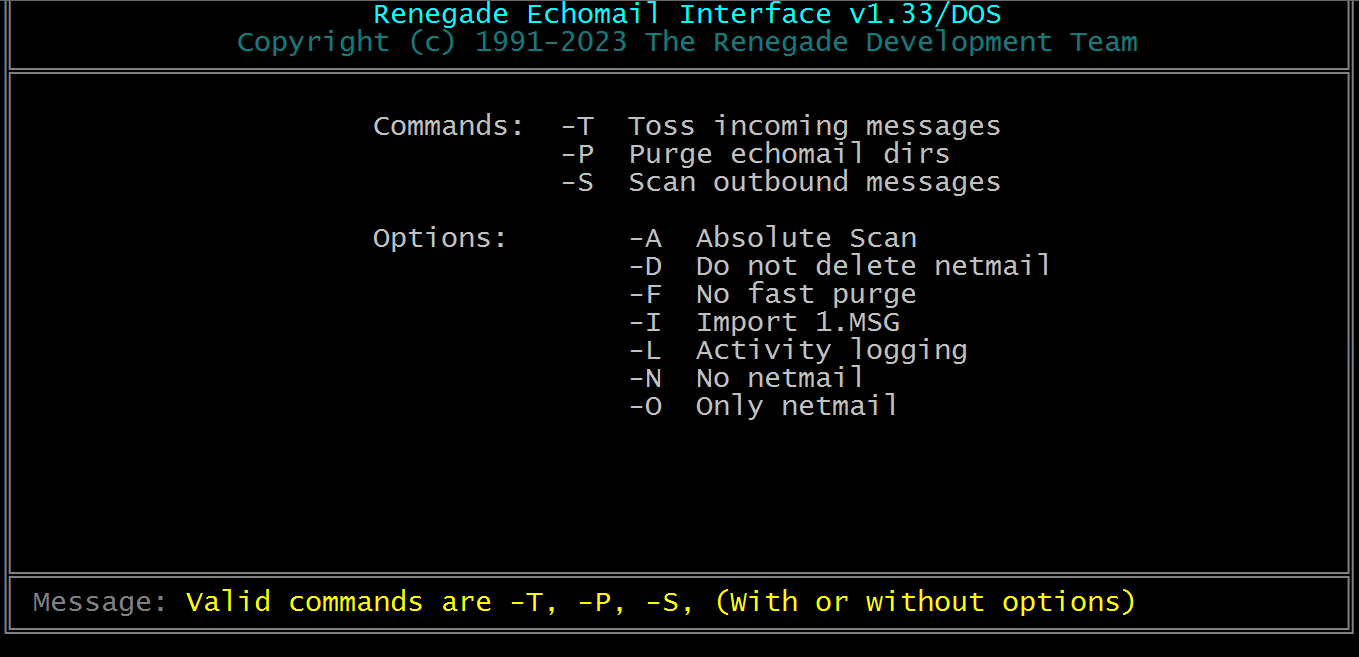 Renegade Echomail Interface v1.33/DOS
Copyright (c) 1991-2023 The Renegade Development Team
Commands:  -T  Toss incoming messages
-P  Purge echomail dirs
-S  Scan outbound messages
Options:  -A  Absolute Scan
-D  Do not delete netmail
-F  No fast purge
-I  Import 1.MSG
-L  Activity logging
-N  No netmail
-O  Only netmail
Message: Valid commands are -T, -P, -S, (With or without options)